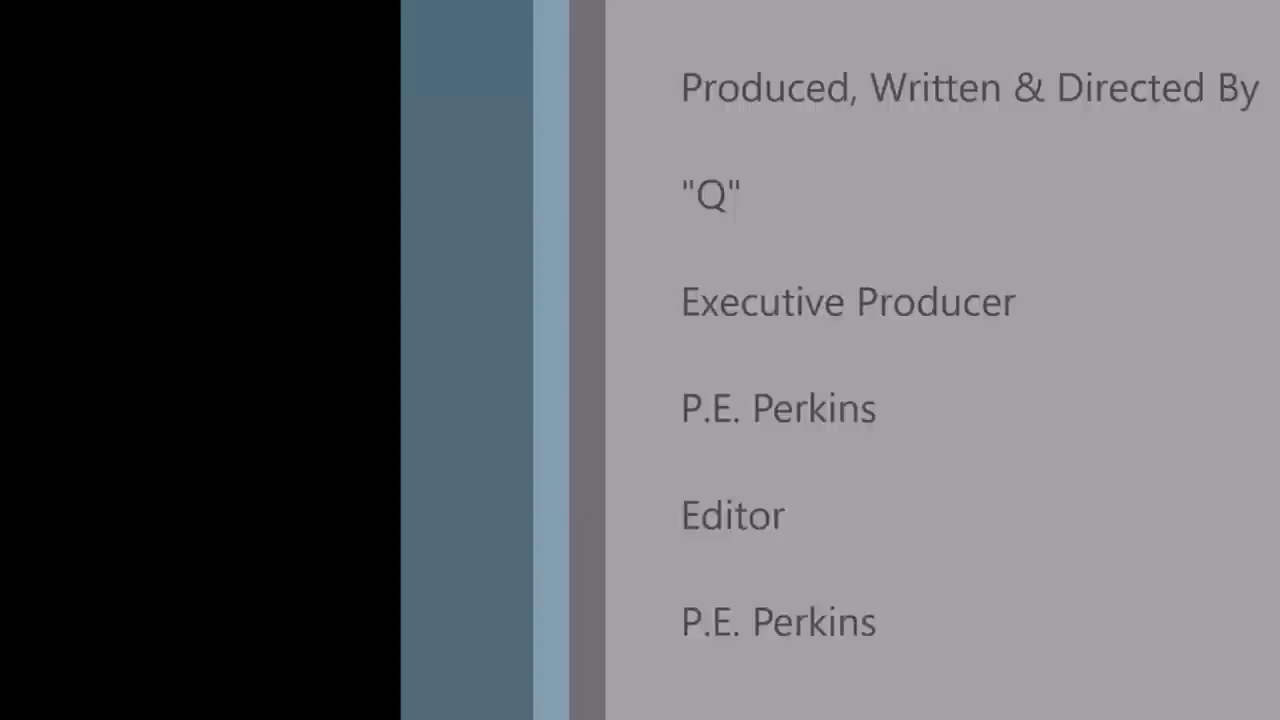 Produced, Written & Directed By
"Q"
Executive Producer
P.E. Perkins
Editor
P.E. Perkins